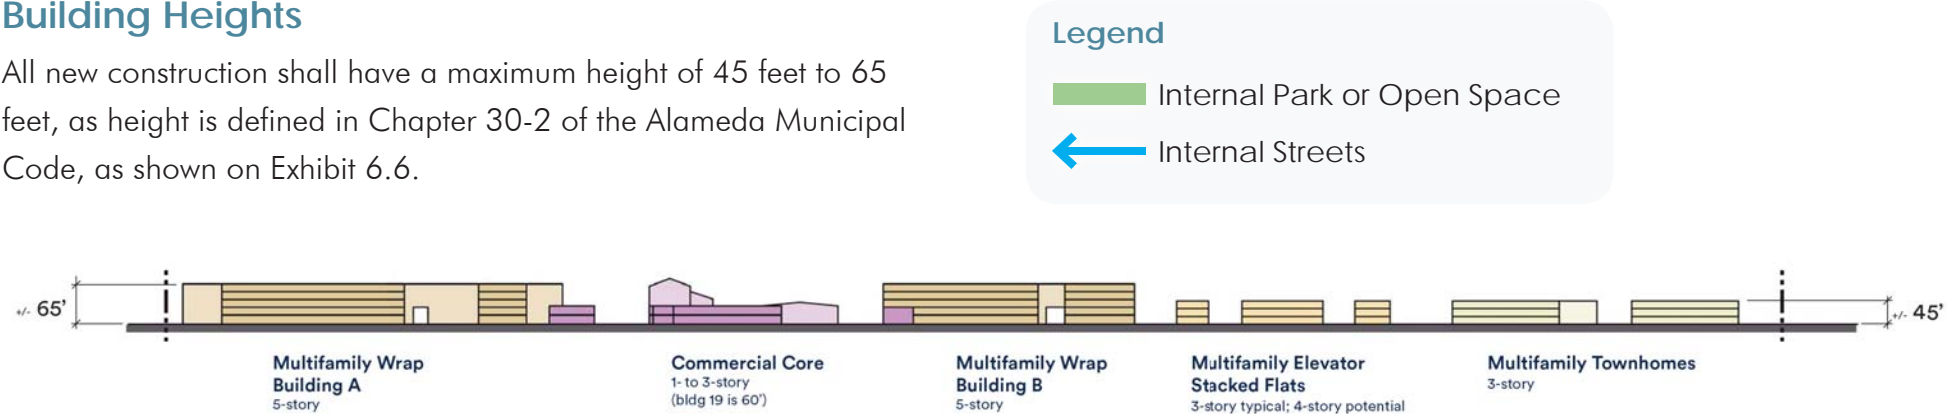 Building Heights
All new construction shall have a maximum height of 45 feet to 65
feet, as height is defined in Chapter 30-2 of the Alameda Municipal
Code, as shown on Exhibit 6.6.
Legend
Internal Park or Open Space
Internal Streets
+/- 65'
+/- 45'
Multifamily Wrap
Building A
5-story
Commercial Core
1- to 3-story
(bldg 19 is 60')
Multifamily Wrap
Building B
5-story
Multifamily Elevator
Stacked Flats
3-story typical; 4-story potential
Multifamily Townhomes
3-story